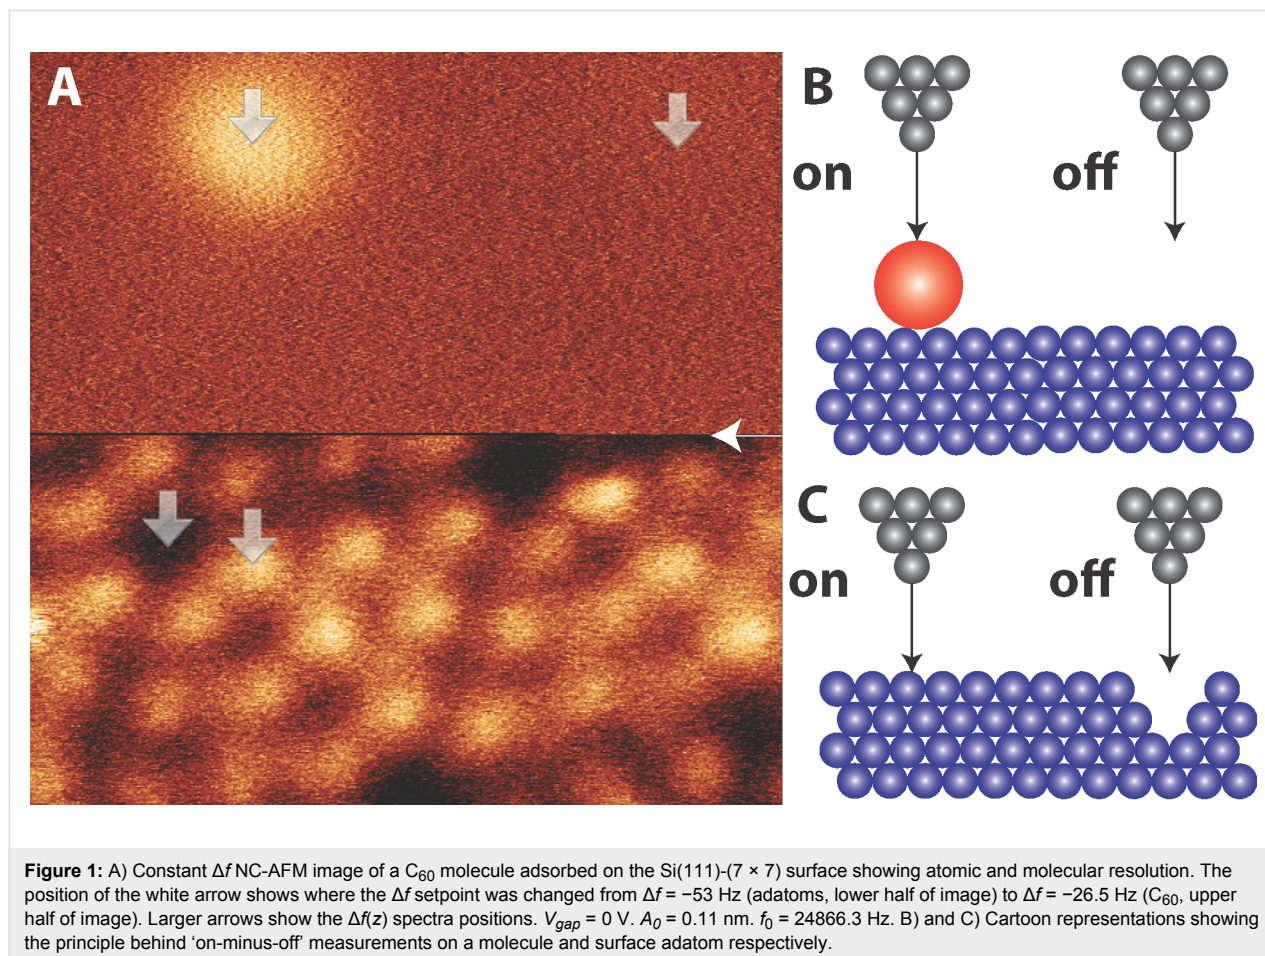 A
B
on
off
C
on
off
Figure 1: A) Constant Δf NC-AFM image of a C₆₀ molecule adsorbed on the Si(111)-(7 × 7) surface showing atomic and molecular resolution. The
position of the white arrow shows where the Δf setpoint was changed from Δf = −53 Hz (adatoms, lower half of image) to Δf = −26.5 Hz (C₆₀, upper
half of image). Larger arrows show the Δf(z) spectra positions. V_gap = 0 V. A₀ = 0.11 nm. f₀ = 24866.3 Hz. B) and C) Cartoon representations showing
the principle behind ‘on-minus-off’ measurements on a molecule and surface adatom respectively.